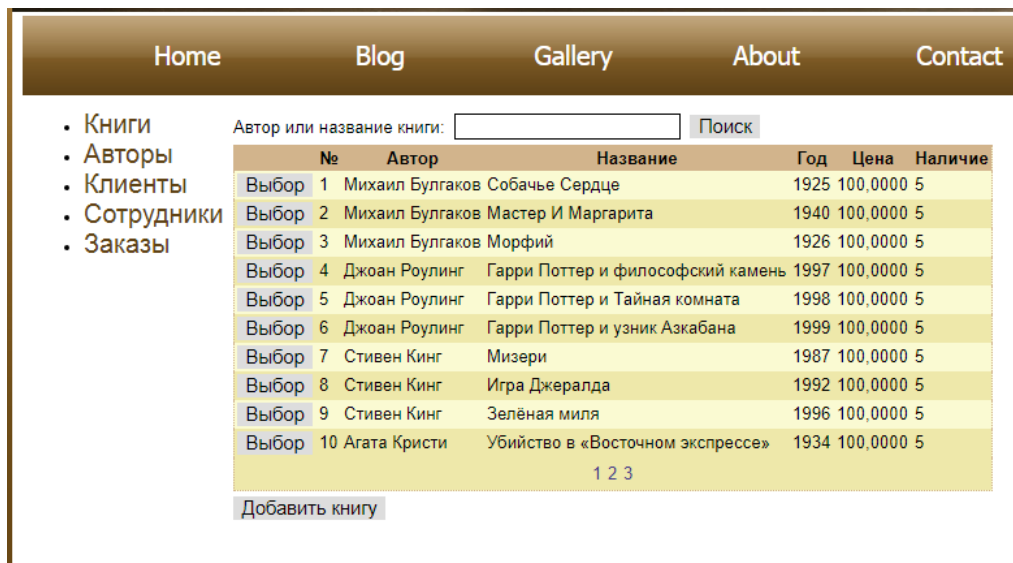 Home Blog Gallery About Contact
Книги
Авторы
Клиенты
Сотрудники
Заказы
Автор или название книги: Поиск
№ Автор Название Год Цена Наличие
Выбор 1 Михаил Булгаков Собачье Сердце 1925 100,0000 5
Выбор 2 Михаил Булгаков Мастер И Маргарита 1940 100,0000 5
Выбор 3 Михаил Булгаков Морфий 1926 100,0000 5
Выбор 4 Джоан Роулинг Гарри Поттер и философский камень 1997 100,0000 5
Выбор 5 Джоан Роулинг Гарри Поттер и Тайная комната 1998 100,0000 5
Выбор 6 Джоан Роулинг Гарри Поттер и узник Азкабана 1999 100,0000 5
Выбор 7 Стивен Кинг Мизери 1987 100,0000 5
Выбор 8 Стивен Кинг Игра Джералда 1992 100,0000 5
Выбор 9 Стивен Кинг Зелёная миля 1996 100,0000 5
Выбор 10 Агата Кристи Убийство в «Восточном экспрессе» 1934 100,0000 5
1 2 3
Добавить книгу